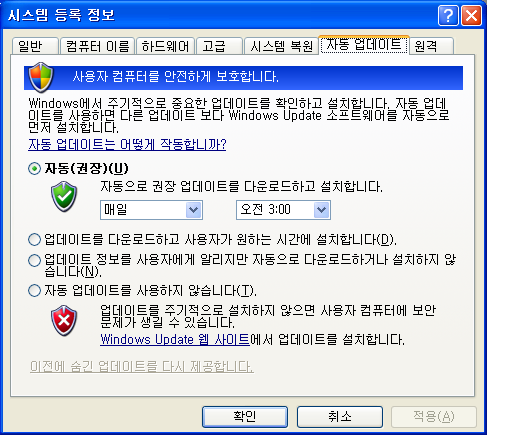 시스템 등록 정보
일반 컴퓨터 이름 하드웨어 고급 시스템 복원 자동 업데이트 원격
사용자 컴퓨터를 안전하게 보호합니다.
Windows에서 주기적으로 중요한 업데이트를 확인하고 설치합니다. 자동 업데
이트를 사용하면 다른 업데이트 보다 Windows Update 소프트웨어를 자동으로
먼저 설치합니다.
자동 업데이트는 어떻게 작동합니까?
자동(권장)(U)
자동으로 권장 업데이트를 다운로드하고 설치합니다.
매일 오전 3:00
업데이트를 다운로드하고 사용자가 원하는 시간에 설치합니다(D).
업데이트 정보를 사용자에게 알리지만 자동으로 다운로드하거나 설치하지 않
습니다(N).
자동 업데이트를 사용하지 않습니다(T).
업데이트를 주기적으로 설치하지 않으면 사용자 컴퓨터에 보안
문제가 생길 수 있습니다.
Windows Update 웹 사이트에서 업데이트를 설치합니다.
이전에 숨긴 업데이트를 다시 제공합니다.
확인 취소 적용(A)